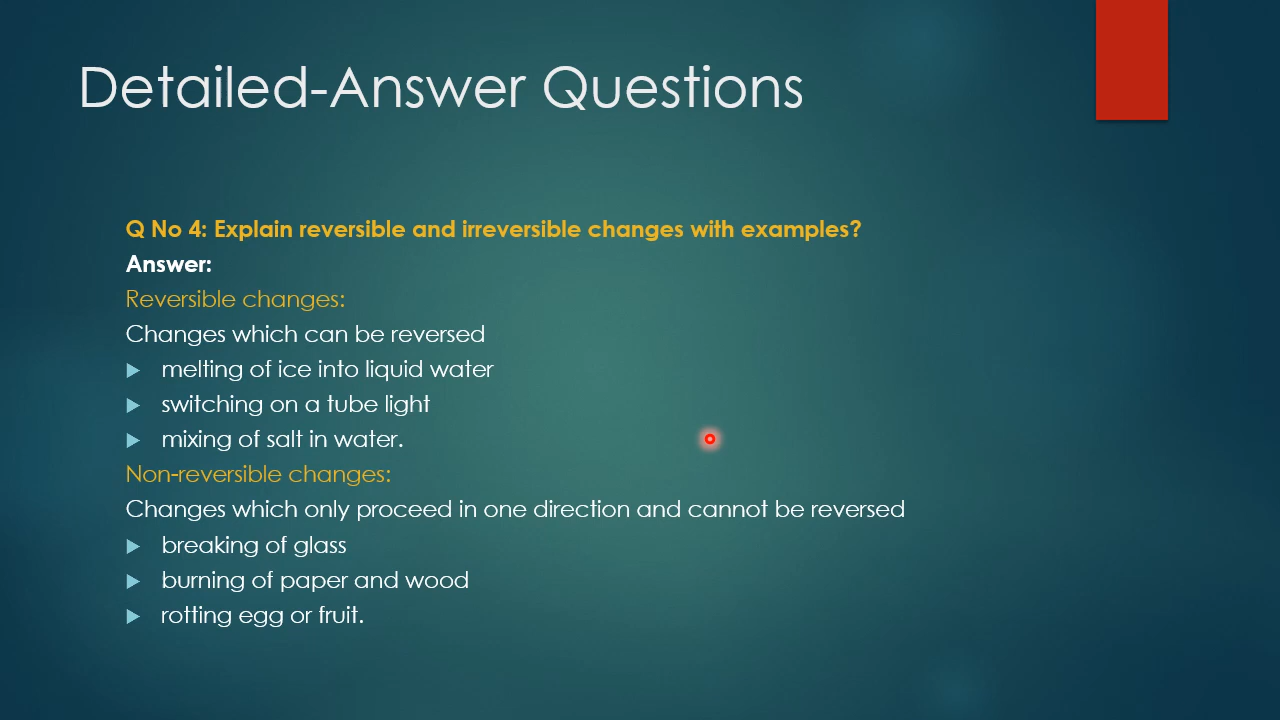 Detailed-Answer Questions
Q No 4: Explain reversible and irreversible changes with examples?
Answer:
Reversible changes:
Changes which can be reversed
melting of ice into liquid water
switching on a tube light
mixing of salt in water.
Non-reversible changes:
Changes which only proceed in one direction and cannot be reversed
breaking of glass
burning of paper and wood
rotting egg or fruit.